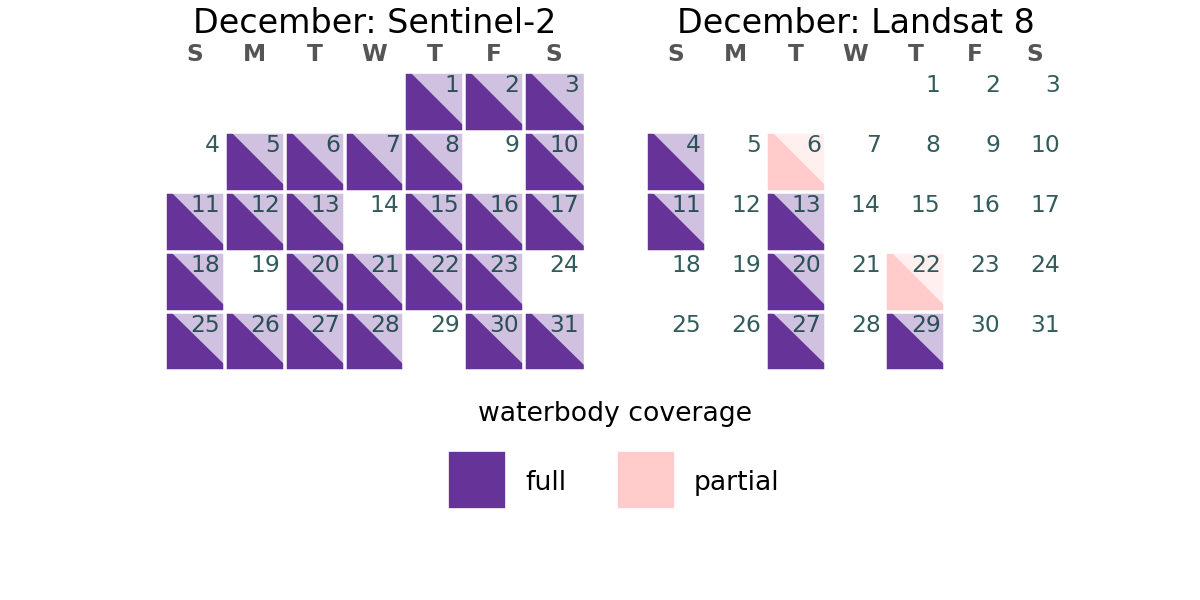 December: Sentinel-2
S M T W T F S
1 2 3
4 5 6 7 8 9 10
11 12 13 14 15 16 17
18 19 20 21 22 23 24
25 26 27 28 29 30 31
December: Landsat 8
S M T W T F S
1 2 3
4 5 6 7 8 9 10
11 12 13 14 15 16 17
18 19 20 21 22 23 24
25 26 27 28 29 30 31
waterbody coverage
full partial